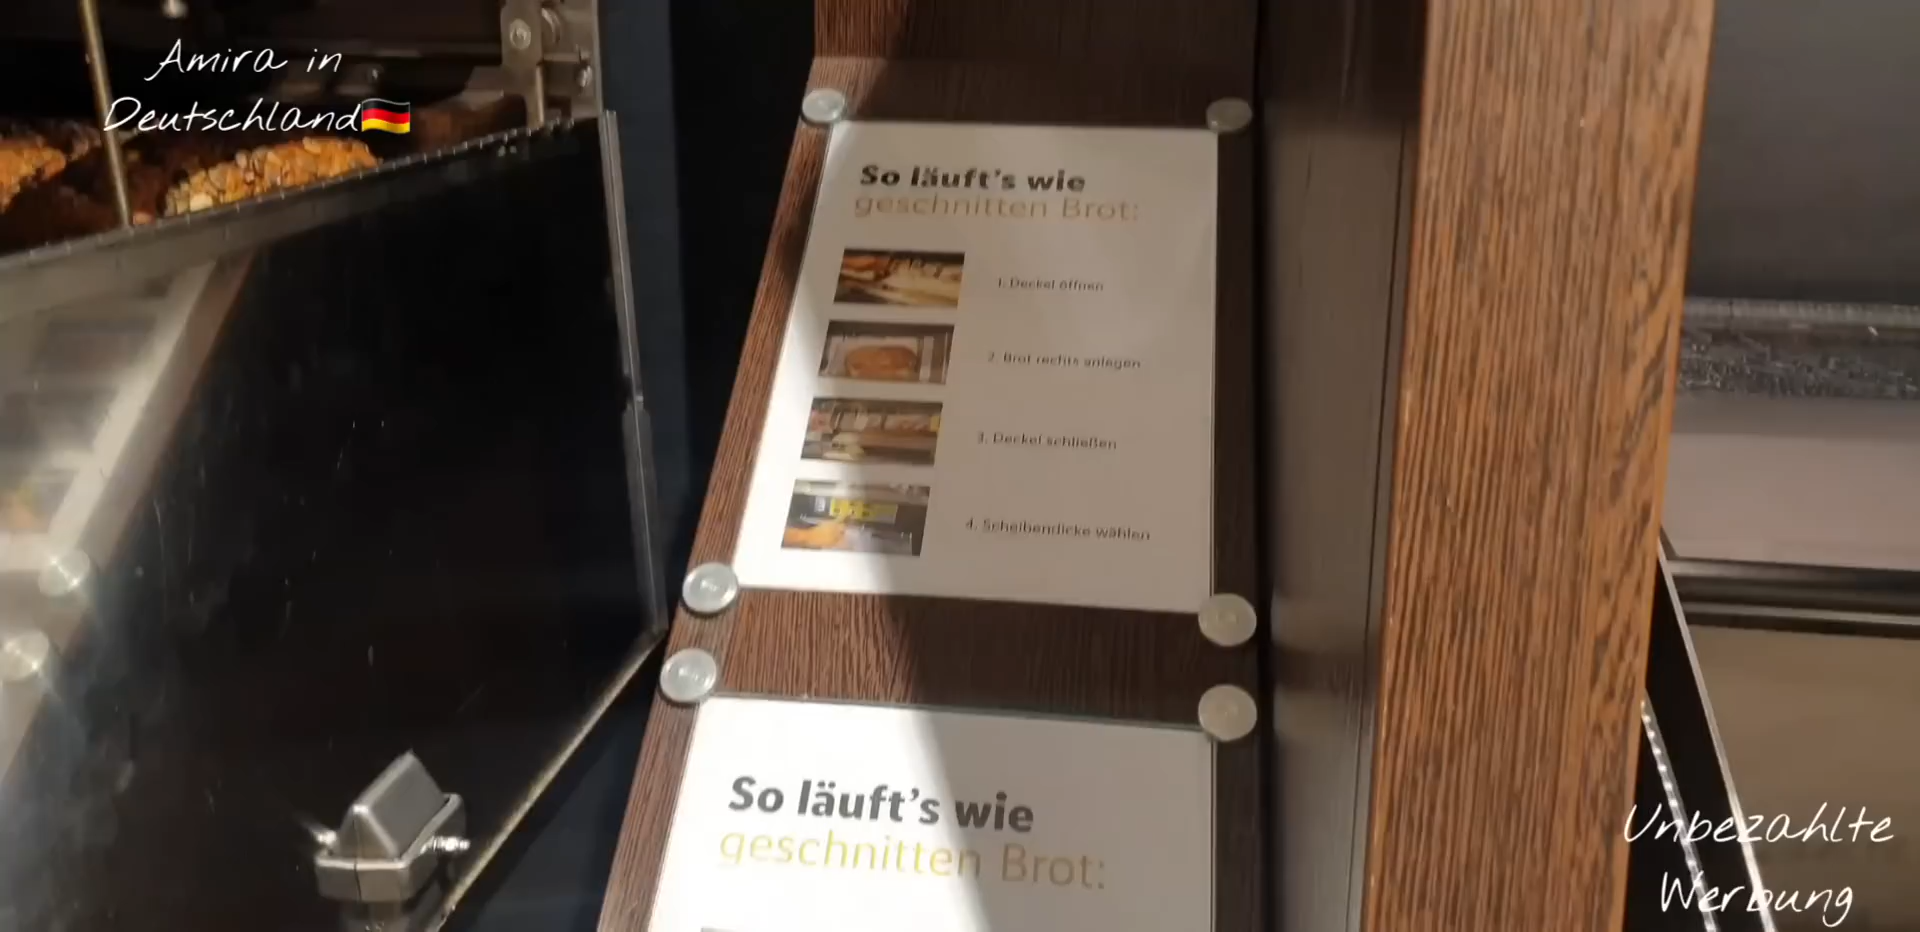 Amira in
Deutschland🇩🇪
So läuft's wie
geschnitten Brot:
1. Deckel öffnen
2. Brot rechts anlegen
3. Deckel schließen
4. Scheibendicke wählen
So läuft's wie
geschnitten Brot:
Unbezahlte
Werbung